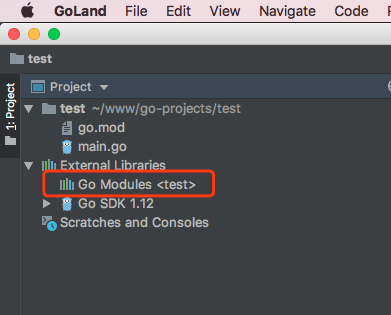 GoLand File Edit View Navigate Code
test
Project
1: Project
test ~/www/go-projects/test
go.mod
main.go
External Libraries
Go Modules <test>
Go SDK 1.12
Scratches and Consoles